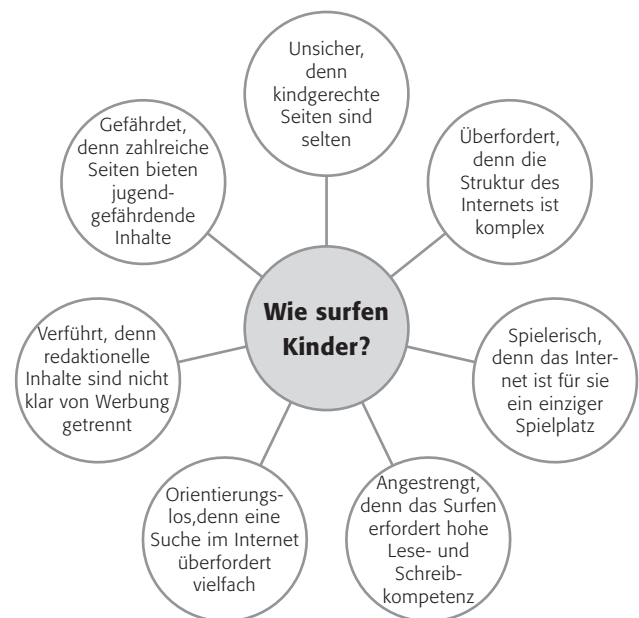 Unsicher,
denn
kindgerechte
Seiten sind
selten
Überfordert,
denn die
Struktur des
Internets ist
komplex
Spielerisch,
denn das Inter-
net ist für sie
ein einziger
Spielplatz
Angestrengt,
denn das Surfen
erfordert hohe
Lese- und
Schreib-
kompetenz
Orientierungs-
los,denn eine
Suche im Internet
überfordert
vielfach
Verführt, denn
redaktionelle
Inhalte sind nicht
klar von Werbung
getrennt
Gefährdet,
denn zahlreiche
Seiten bieten
jugend-
gefährdende
Inhalte
Wie surfen
Kinder?